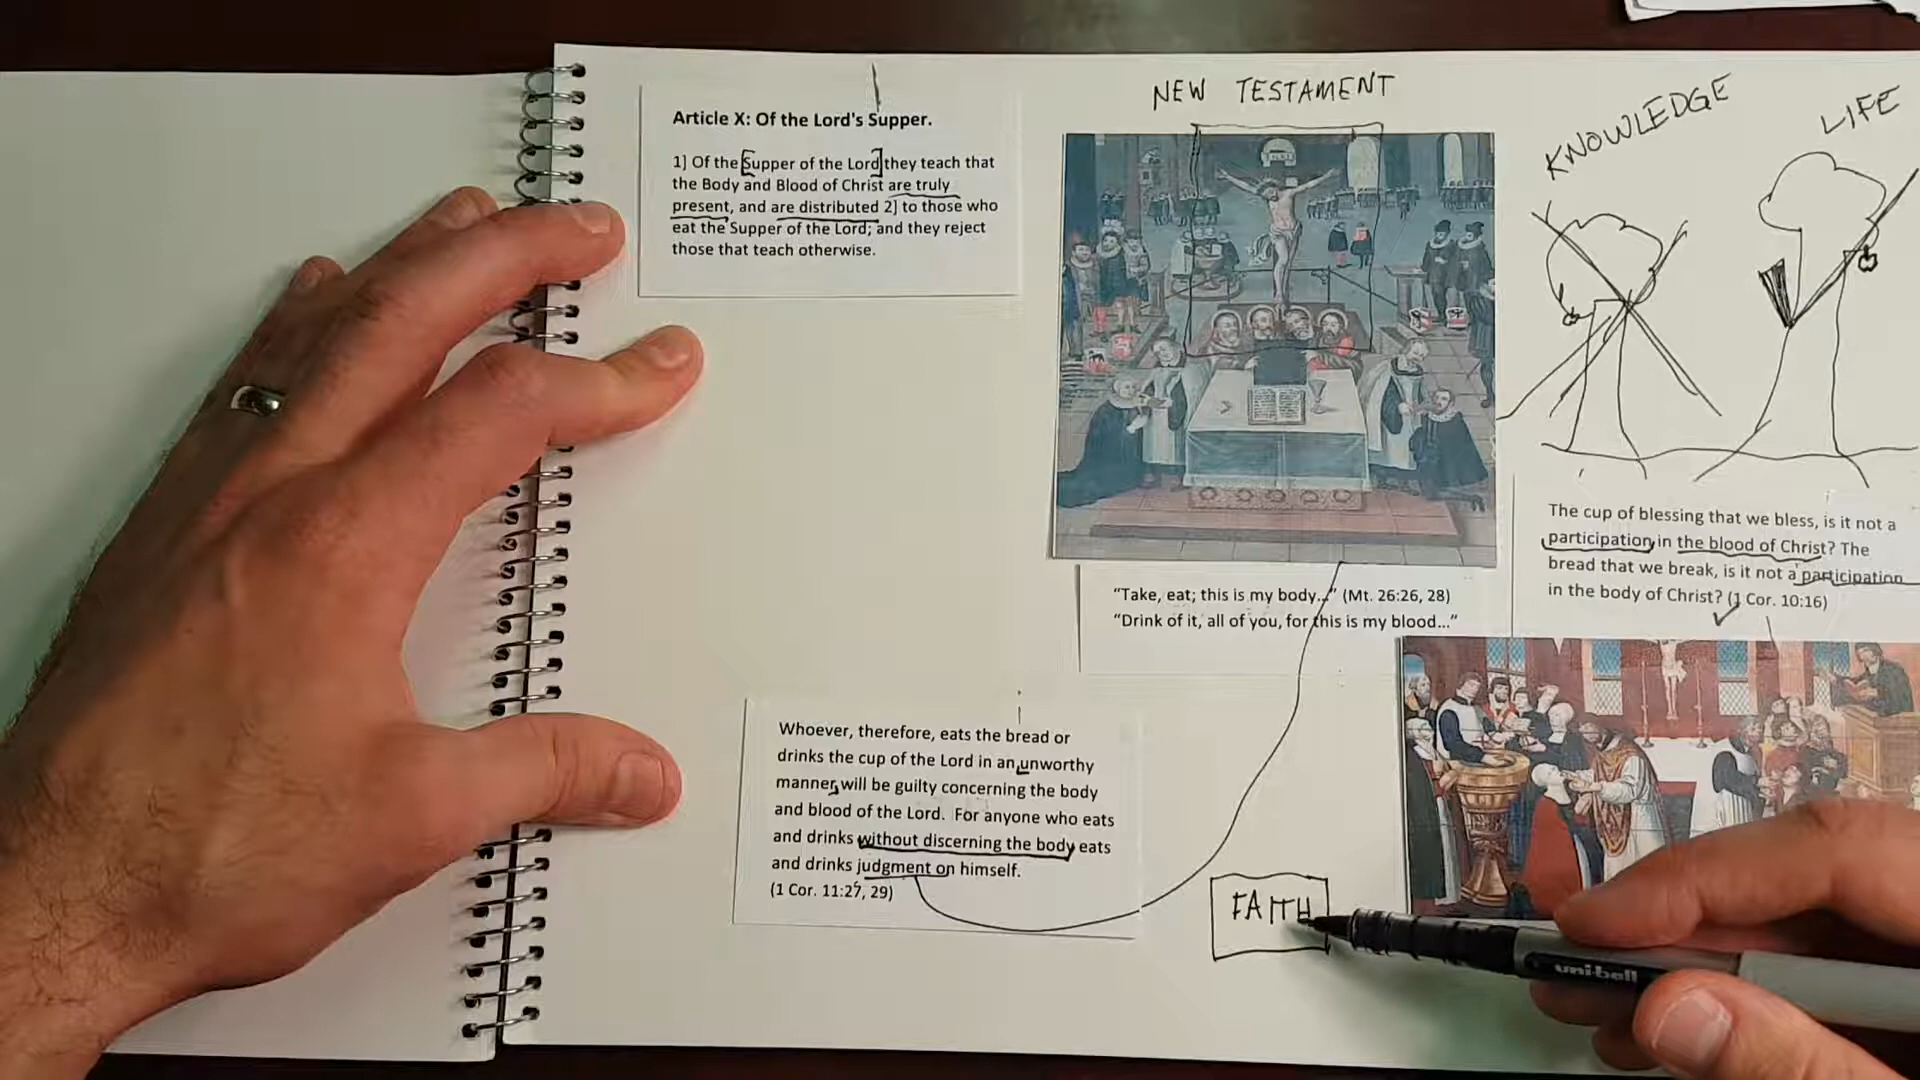 NEW TESTAMENT
KNOWLEDGE
LIFE
Article X: Of the Lord's Supper.
1] Of the [Supper of the Lord] they teach that
the Body and Blood of Christ are truly
present, and are distributed 2] to those who
eat the Supper of the Lord; and they reject
those that teach otherwise.
The cup of blessing that we bless, is it not a
participation in the blood of Christ? The
bread that we break, is it not a participation
in the body of Christ? (1 Cor. 10:16)
“Take, eat; this is my body...” (Mt. 26:26, 28)
“Drink of it, all of you, for this is my blood...”
Whoever, therefore, eats the bread or
drinks the cup of the Lord in an unworthy
manner, will be guilty concerning the body
and blood of the Lord. For anyone who eats
and drinks without discerning the body eats
and drinks judgment on himself.
(1 Cor. 11:27, 29)
FAITH
uni-ball